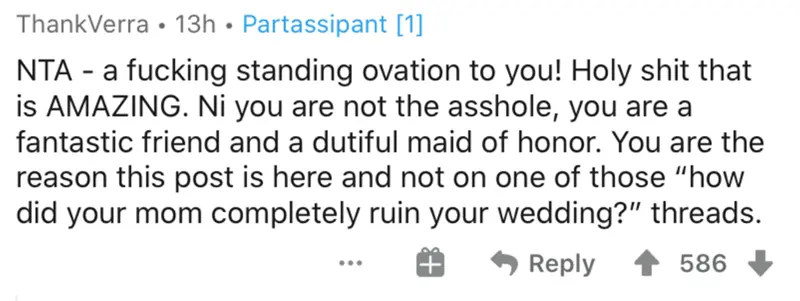 ThankVerra • 13h • Partassipant [1]
NTA - a fucking standing ovation to you! Holy shit that
is AMAZING. Ni you are not the asshole, you are a
fantastic friend and a dutiful maid of honor. You are the
reason this post is here and not on one of those “how
did your mom completely ruin your wedding?” threads.
... Reply 586